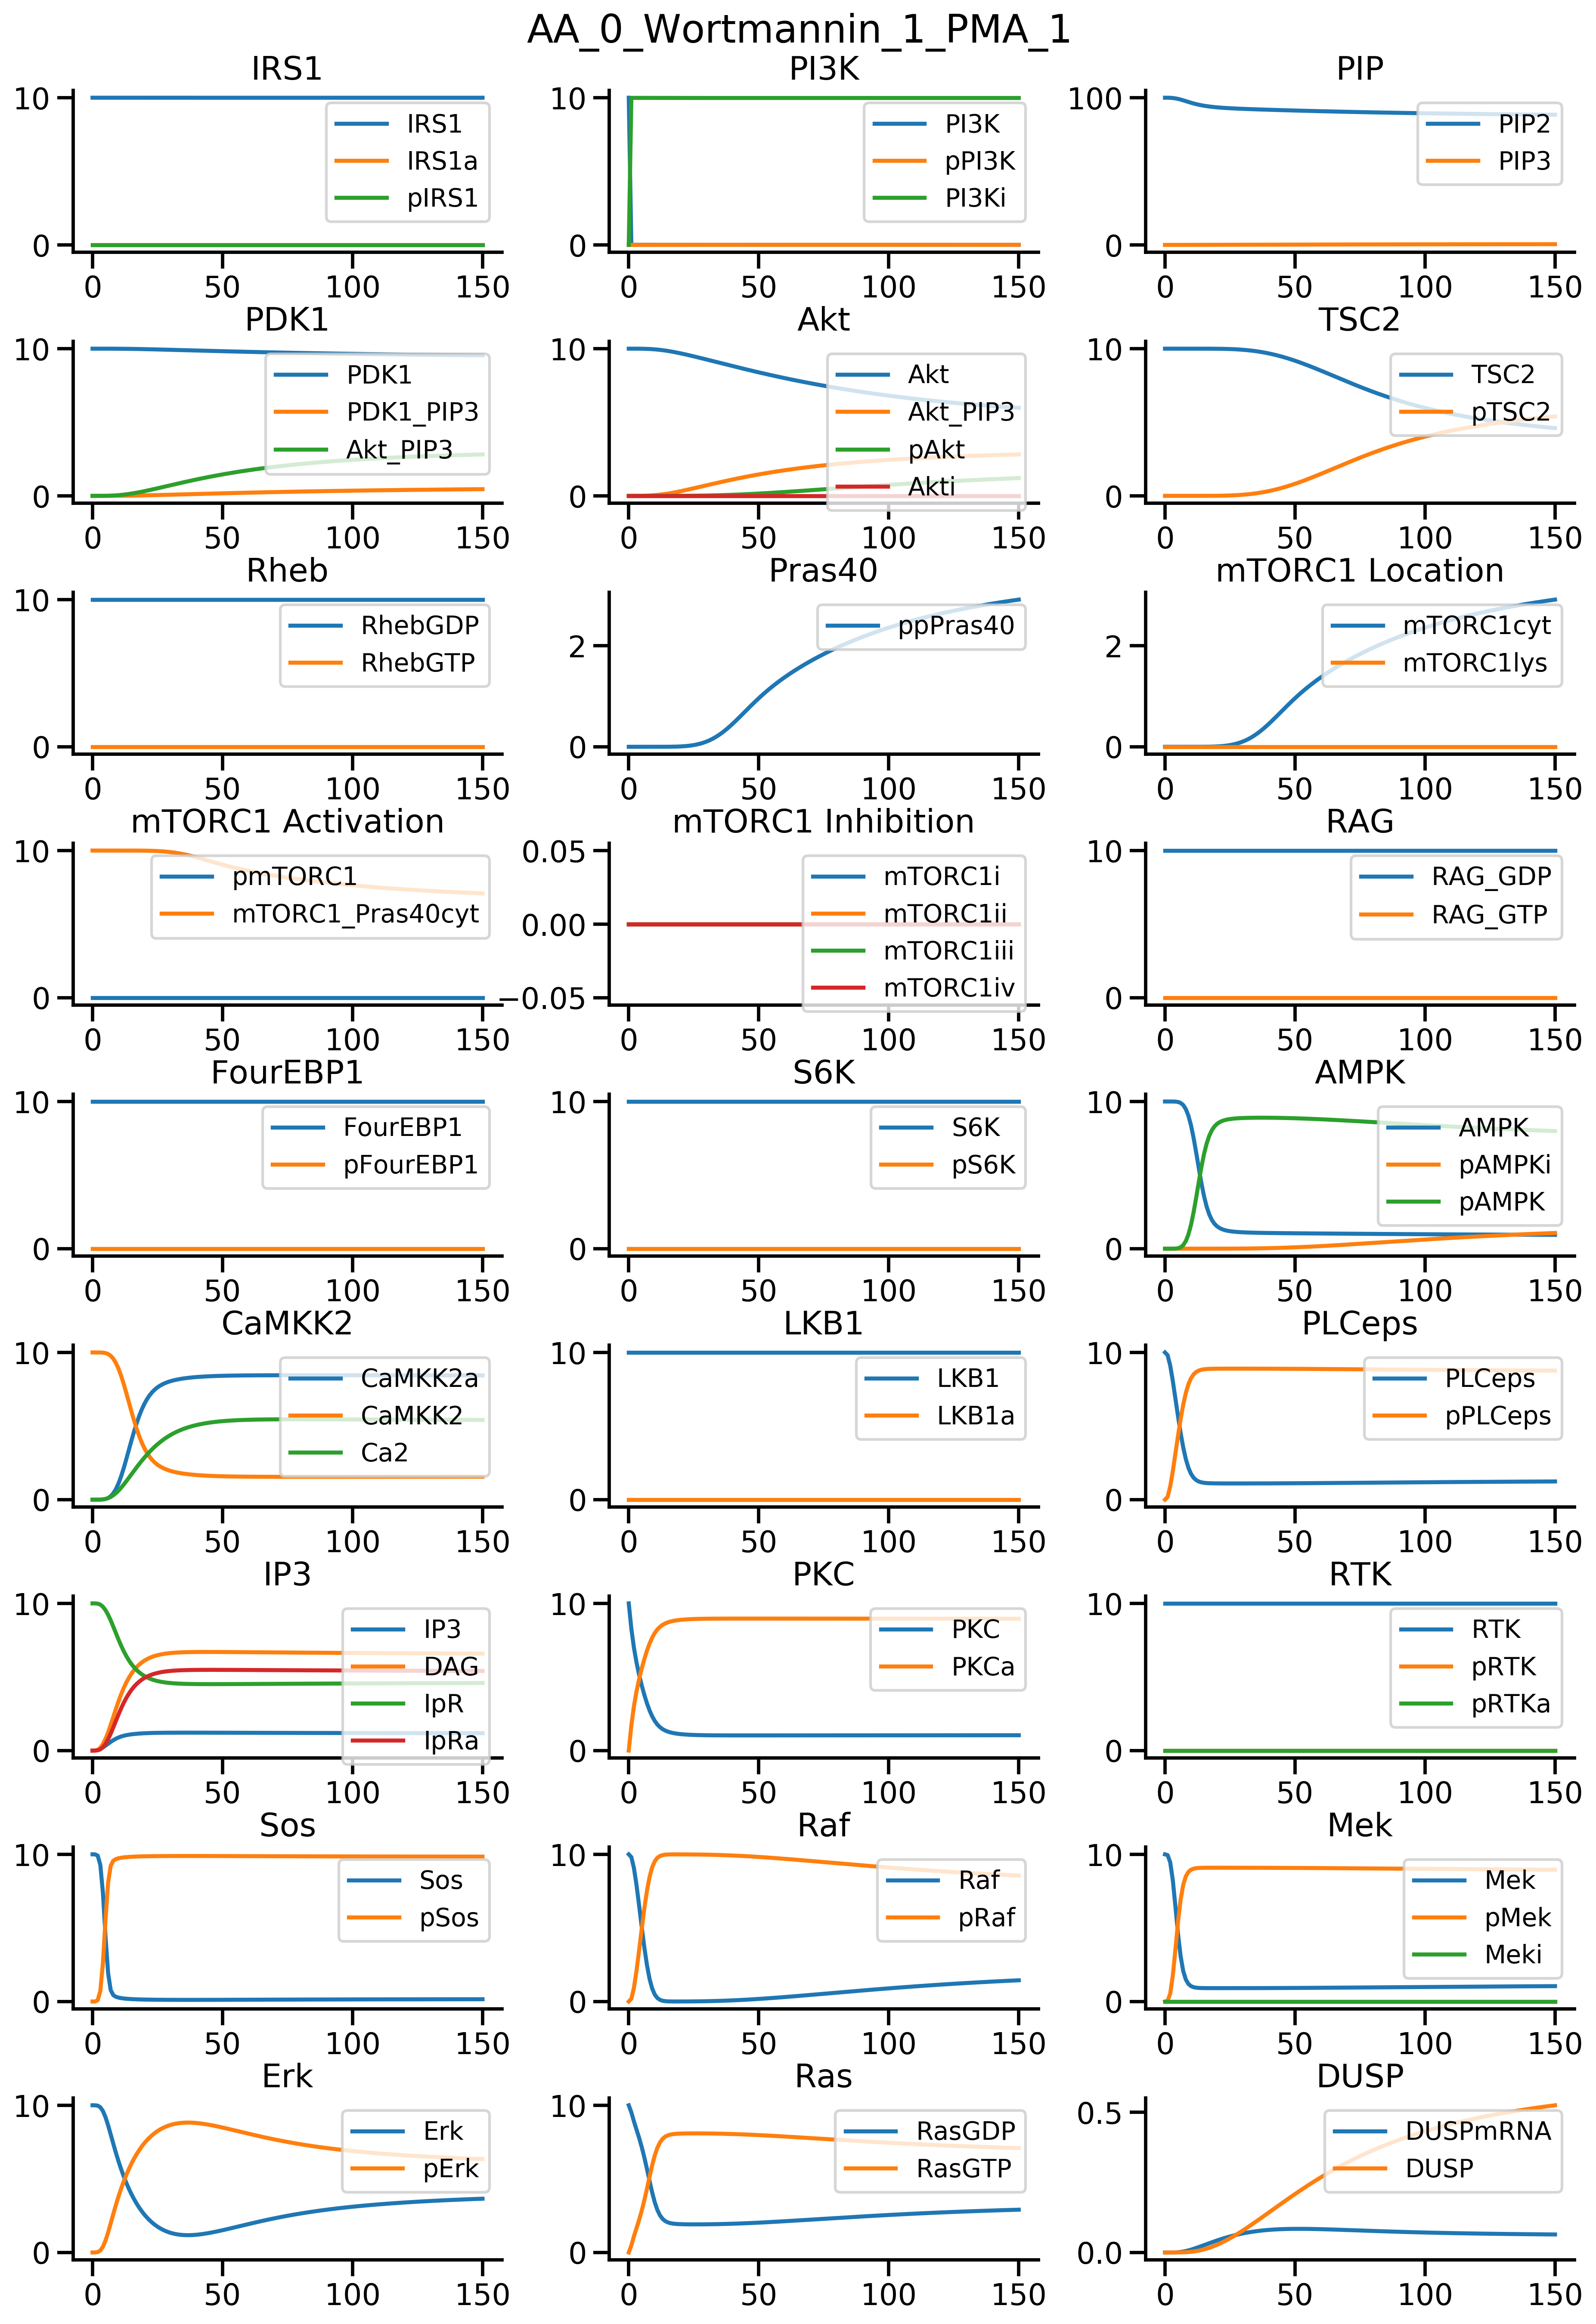 AA_0_Wortmannin_1_PMA_1
IRS1
10
0
0 50 100 150
IRS1
IRS1a
pIRS1
PI3K
10
0
0 50 100 150
PI3K
pPI3K
PI3Ki
PIP
100
0
0 50 100 150
PIP2
PIP3
PDK1
10
0
0 50 100 150
PDK1
PDK1_PIP3
Akt_PIP3
Akt
10
0
0 50 100 150
Akt
Akt_PIP3
pAkt
Akti
TSC2
10
0
0 50 100 150
TSC2
pTSC2
Rheb
10
0
0 50 100 150
RhebGDP
RhebGTP
Pras40
2
0
0 50 100 150
ppPras40
mTORC1 Location
2
0
0 50 100 150
mTORC1cyt
mTORC1lys
mTORC1 Activation
10
0
0 50 100 150
pmTORC1
mTORC1_Pras40cyt
mTORC1 Inhibition
0.05
0.00
−0.05
0 50 100 150
mTORC1i
mTORC1ii
mTORC1iii
mTORC1iv
RAG
10
0
0 50 100 150
RAG_GDP
RAG_GTP
FourEBP1
10
0
0 50 100 150
FourEBP1
pFourEBP1
S6K
10
0
0 50 100 150
S6K
pS6K
AMPK
10
0
0 50 100 150
AMPK
pAMPKi
pAMPK
CaMKK2
10
0
0 50 100 150
CaMKK2a
CaMKK2
Ca2
LKB1
10
0
0 50 100 150
LKB1
LKB1a
PLCeps
10
0
0 50 100 150
PLCeps
pPLCeps
IP3
10
0
0 50 100 150
IP3
DAG
IpR
IpRa
PKC
10
0
0 50 100 150
PKC
PKCa
RTK
10
0
0 50 100 150
RTK
pRTK
pRTKa
Sos
10
0
0 50 100 150
Sos
pSos
Raf
10
0
0 50 100 150
Raf
pRaf
Mek
10
0
0 50 100 150
Mek
pMek
Meki
Erk
10
0
0 50 100 150
Erk
pErk
Ras
10
0
0 50 100 150
RasGDP
RasGTP
DUSP
0.5
0.0
0 50 100 150
DUSPmRNA
DUSP